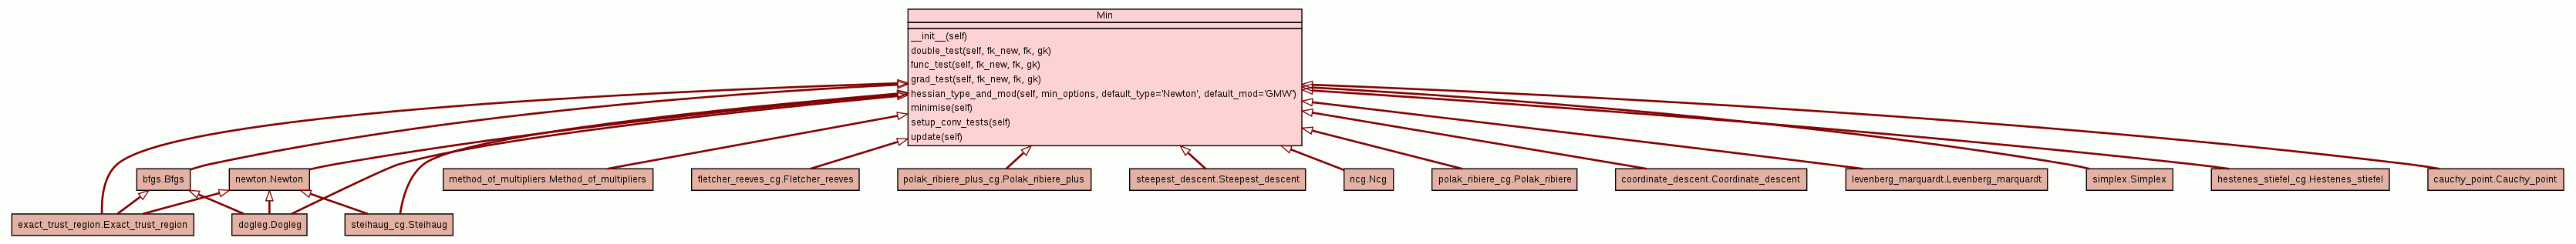 Min
__init__(self)
double_test(self, fk_new, fk, gk)
func_test(self, fk_new, fk, gk)
grad_test(self, fk_new, fk, gk)
hessian_type_and_mod(self, min_options, default_type='Newton', default_mod='GMW')
minimise(self)
setup_conv_tests(self)
update(self)
bfgs.Bfgs
newton.Newton
method_of_multipliers.Method_of_multipliers
fletcher_reeves_cg.Fletcher_reeves
polak_ribiere_plus_cg.Polak_ribiere_plus
steepest_descent.Steepest_descent
ncg.Ncg
polak_ribiere_cg.Polak_ribiere
coordinate_descent.Coordinate_descent
levenberg_marquardt.Levenberg_marquardt
simplex.Simplex
hestenes_stiefel_cg.Hestenes_stiefel
cauchy_point.Cauchy_point
exact_trust_region.Exact_trust_region
dogleg.Dogleg
steihaug_cg.Steihaug